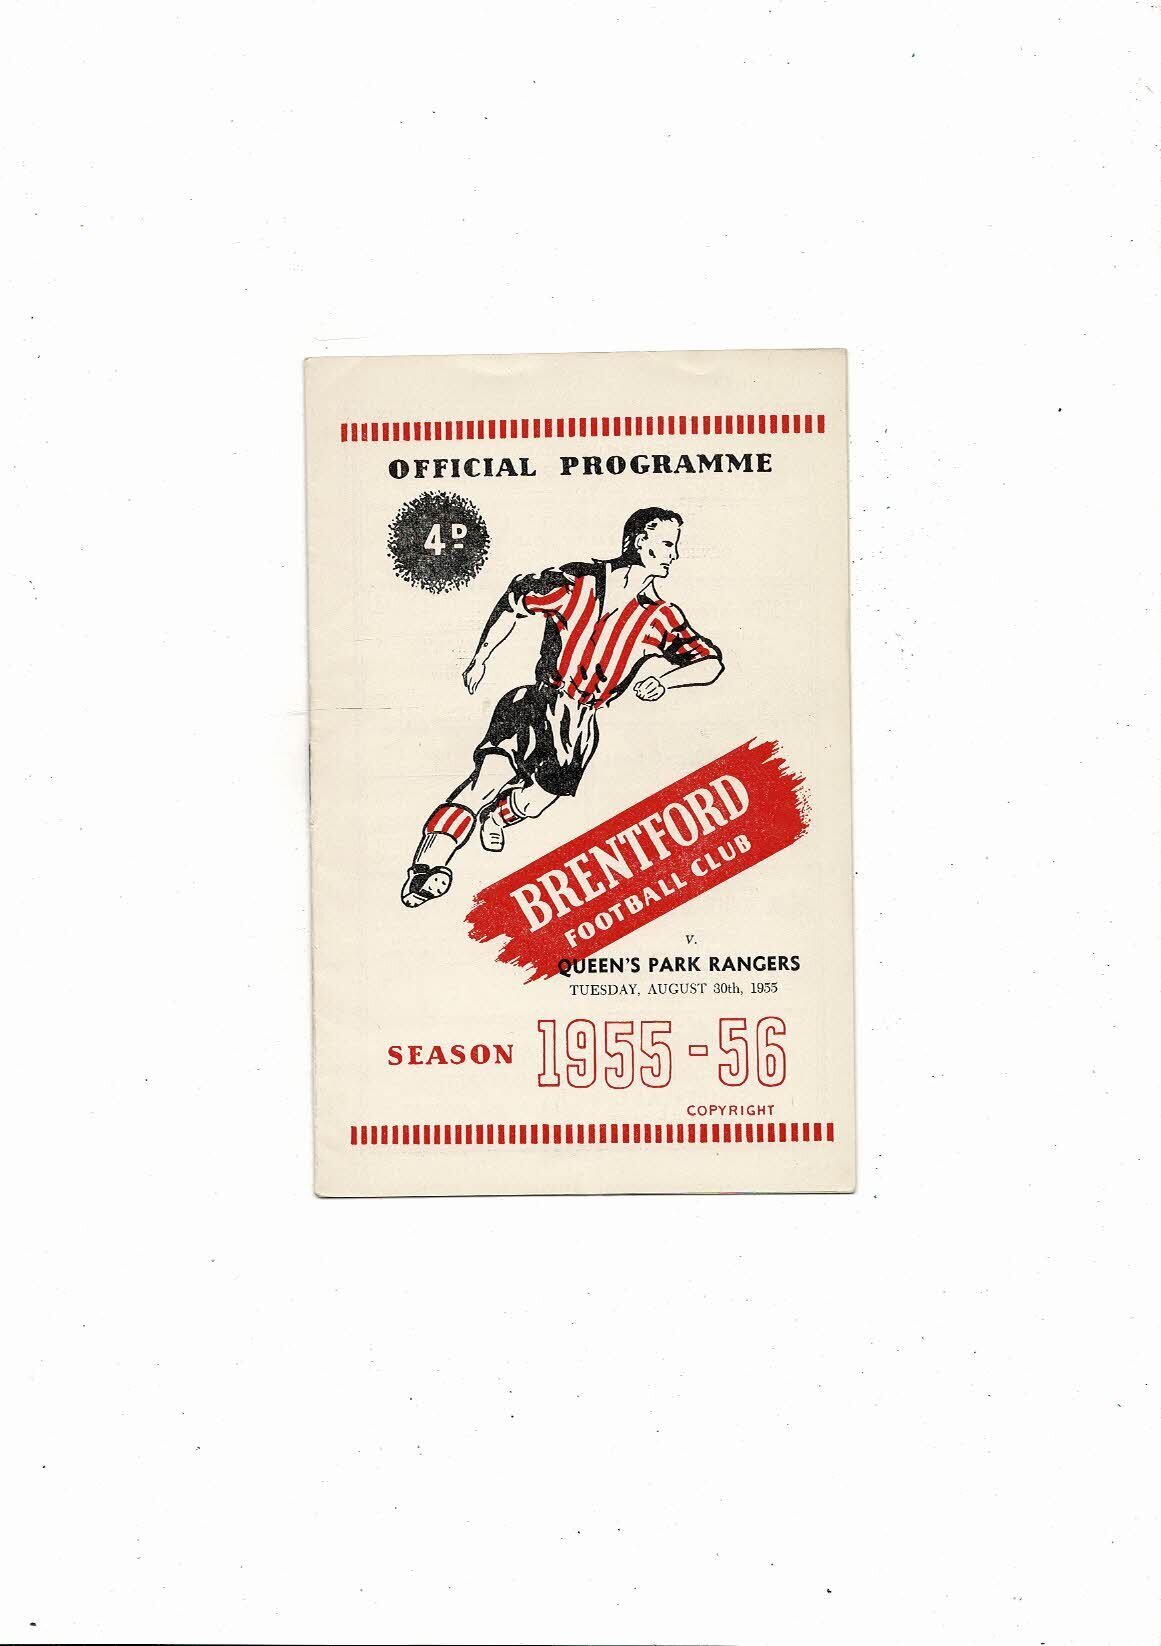 OFFICIAL PROGRAMME
4D
BRENTFORD
FOOTBALL CLUB
v.
QUEEN'S PARK RANGERS
TUESDAY, AUGUST 30th, 1955
SEASON 1955-56
COPYRIGHT